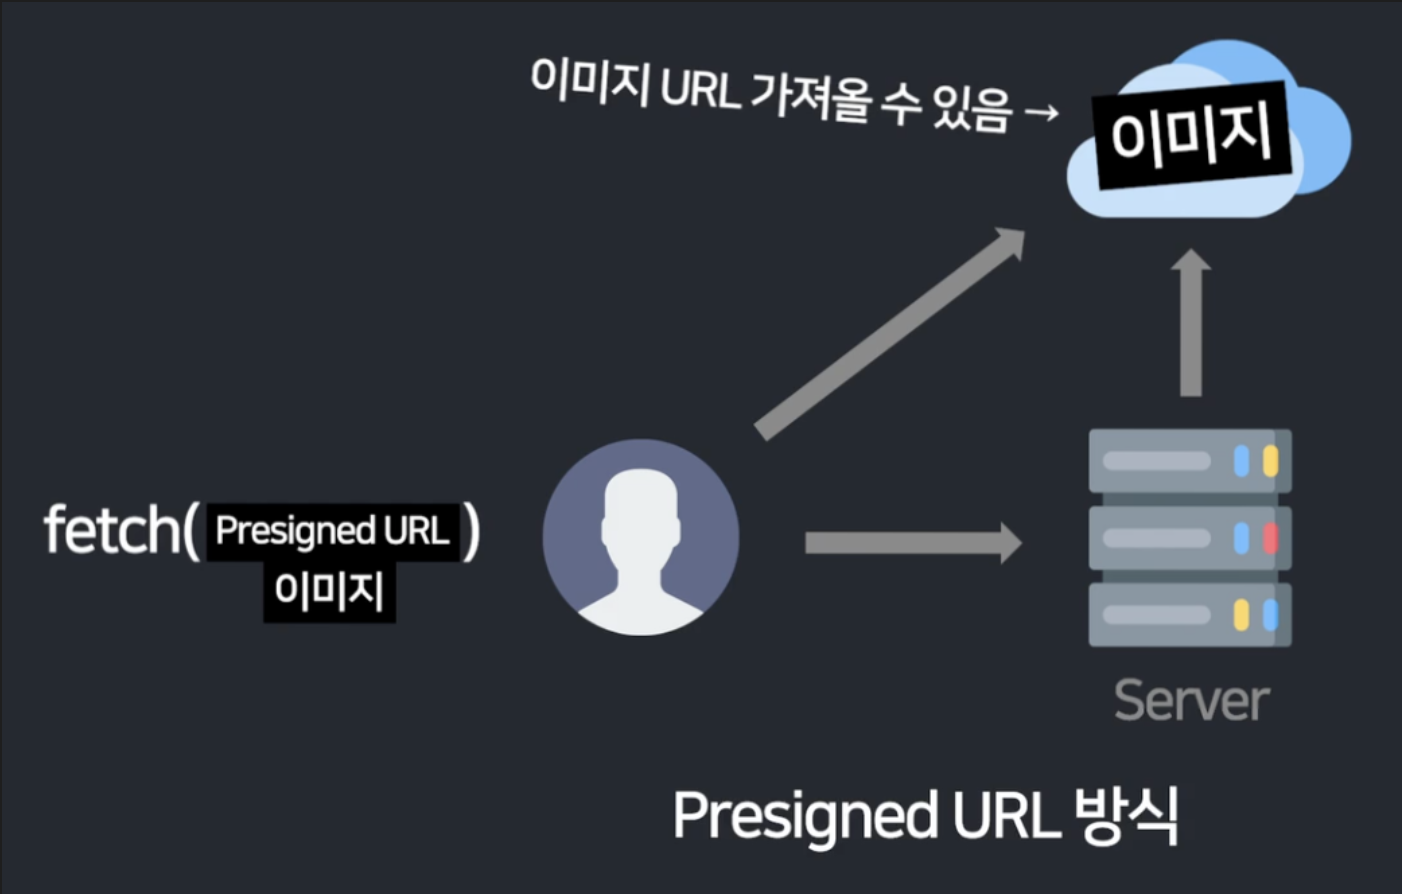 이미지 URL 가져올 수 있음 →
이미지
fetch( Presigned URL )
이미지
Server
Presigned URL 방식